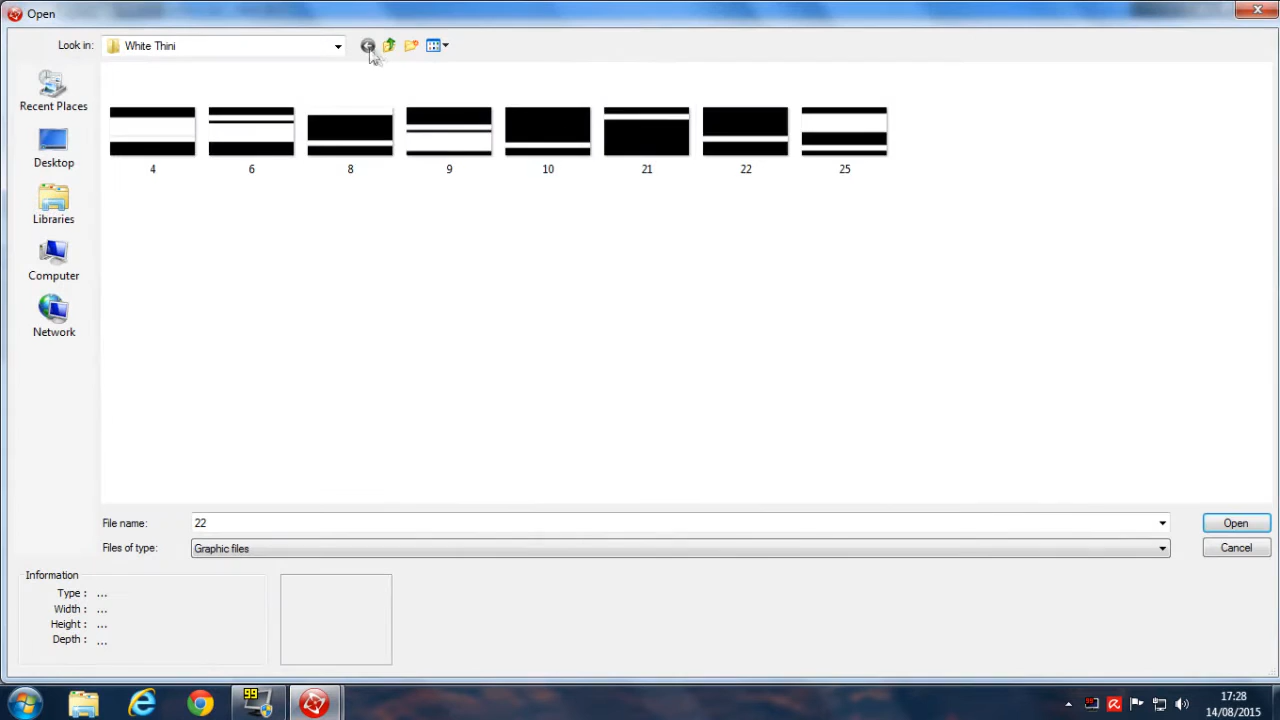 Open
Look in:
White Thini
Recent Places
Desktop
Libraries
Computer
Network
4
6
8
9
10
21
22
25
File name:
22
Open
Files of type:
Graphic files
Cancel
Information
Type : ...
Width : ...
Height : ...
Depth : ...
99
17:28
14/08/2015